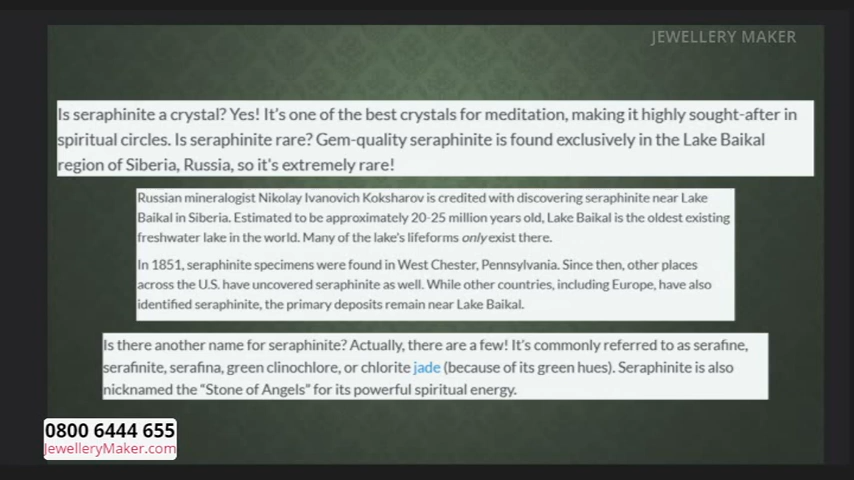 JEWELLERY MAKER
Is seraphinite a crystal? Yes! It's one of the best crystals for meditation, making it highly sought-after in
spiritual circles. Is seraphinite rare? Gem-quality seraphinite is found exclusively in the Lake Baikal
region of Siberia, Russia, so it's extremely rare!
Russian mineralogist Nikolay Ivanovich Koksharov is credited with discovering seraphinite near Lake
Baikal in Siberia. Estimated to be approximately 20-25 million years old, Lake Baikal is the oldest existing
freshwater lake in the world. Many of the lake's lifeforms only exist there.
In 1851, seraphinite specimens were found in West Chester, Pennsylvania. Since then, other places
across the U.S. have uncovered seraphinite as well. While other countries, including Europe, have also
identified seraphinite, the primary deposits remain near Lake Baikal.
Is there another name for seraphinite? Actually, there are a few! It's commonly referred to as serafine,
serafinite, serafina, green clinochlore, or chlorite jade (because of its green hues). Seraphinite is also
nicknamed the “Stone of Angels” for its powerful spiritual energy.
0800 6444 655
JewelleryMaker.com